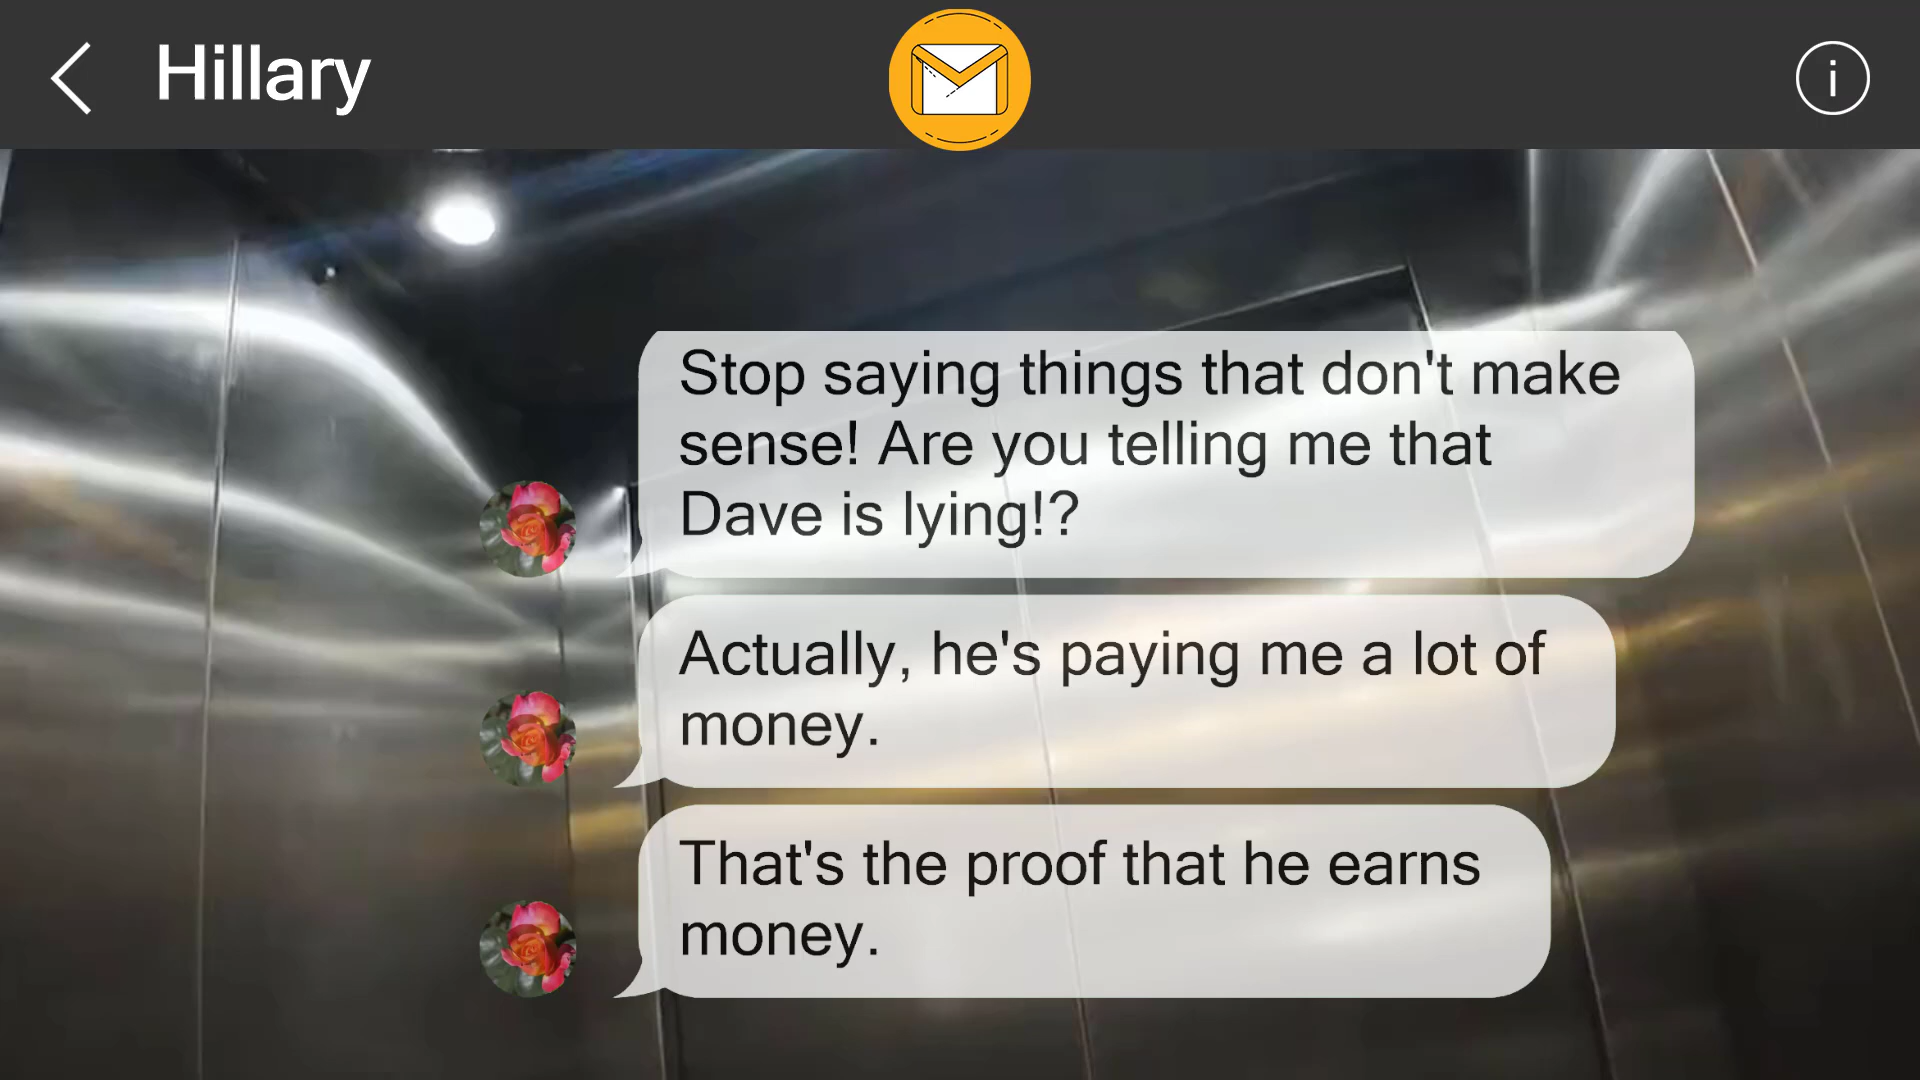 Hillary
i
Stop saying things that don't make
sense! Are you telling me that
Dave is lying!?
Actually, he's paying me a lot of
money.
That's the proof that he earns
money.